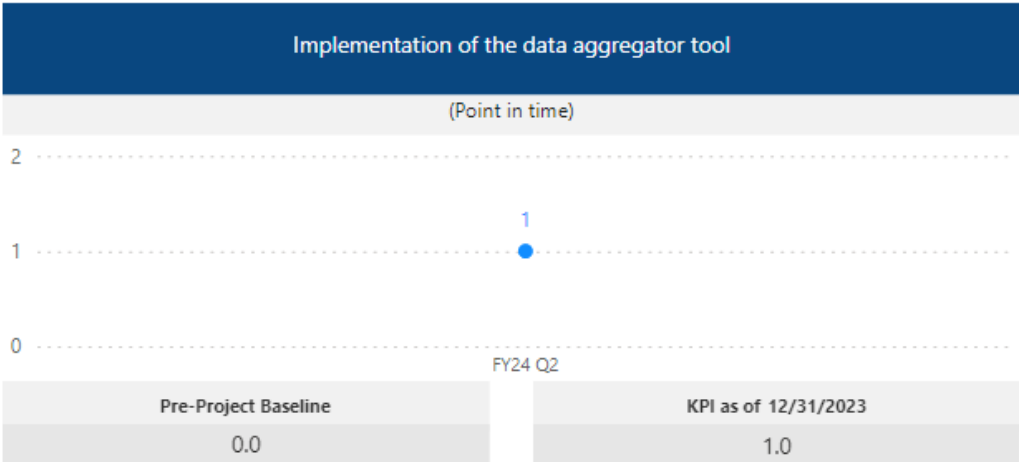 Implementation of the data aggregator tool
(Point in time)
2
1
1
0
FY24 Q2
Pre-Project Baseline
KPI as of 12/31/2023
0.0
1.0